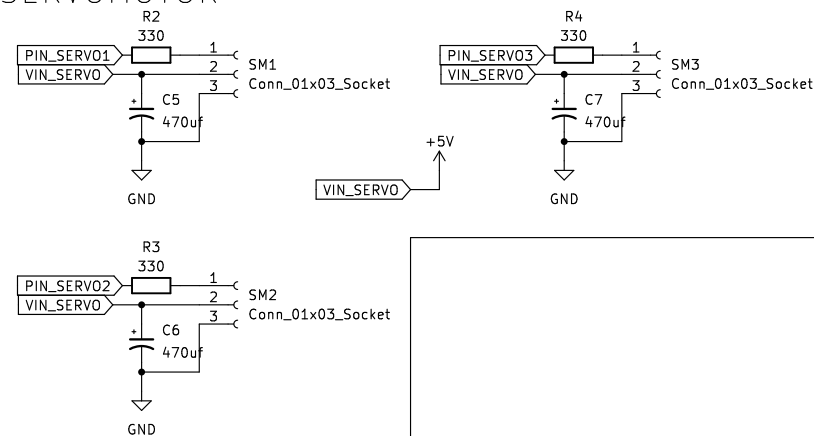 SERVOMOTOR
R2
330
PIN_SERVO1
VIN_SERVO
1
2
3
SM1
Conn_01x03_Socket
+
C5
470uf
GND
R4
330
PIN_SERVO3
VIN_SERVO
1
2
3
SM3
Conn_01x03_Socket
+
C7
470uf
GND
+5V
VIN_SERVO
R3
330
PIN_SERVO2
VIN_SERVO
1
2
3
SM2
Conn_01x03_Socket
+
C6
470uf
GND